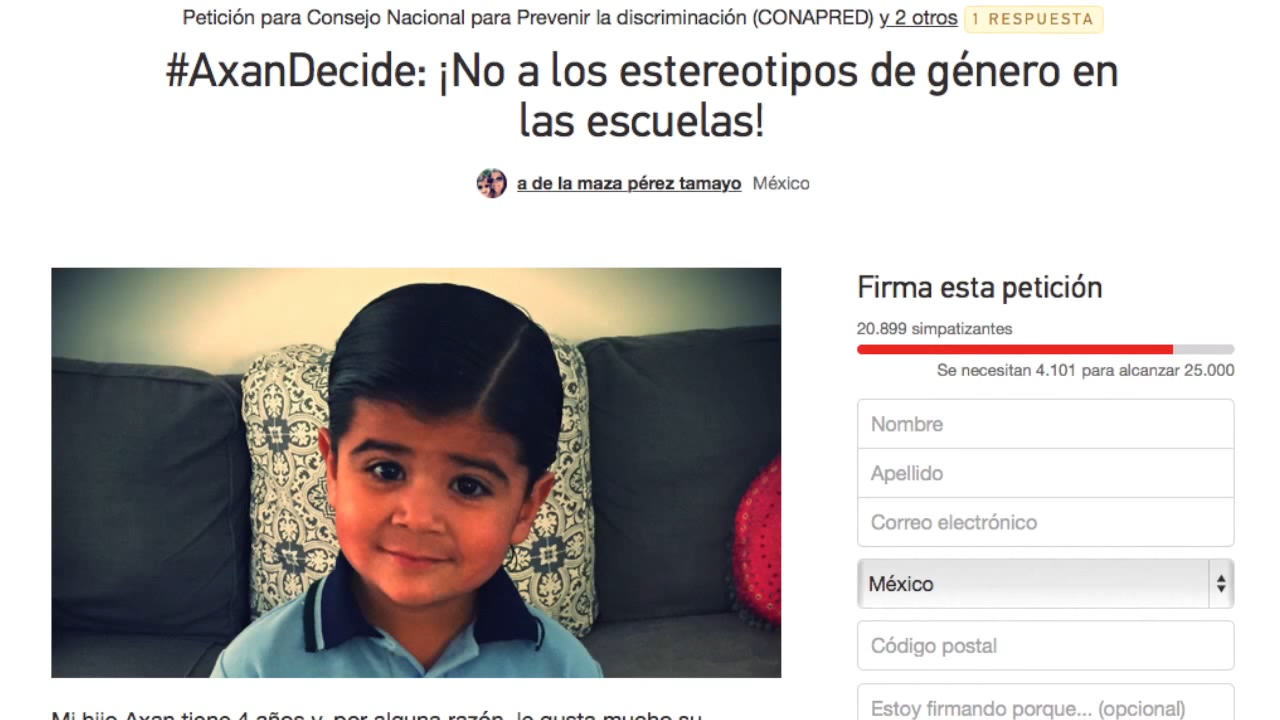 Petición para Consejo Nacional para Prevenir la discriminación (CONAPRED) y 2 otros 1 RESPUESTA
#AxanDecide: ¡No a los estereotipos de género en
las escuelas!
a de la maza pérez tamayo México
Firma esta petición
20.899 simpatizantes
Se necesitan 4.101 para alcanzar 25.000
Nombre
Apellido
Correo electrónico
México
Código postal
Estoy firmando porque... (opcional)
Mi hijo Axan tiene 4 años y, por alguna razón, le gusta mucho su